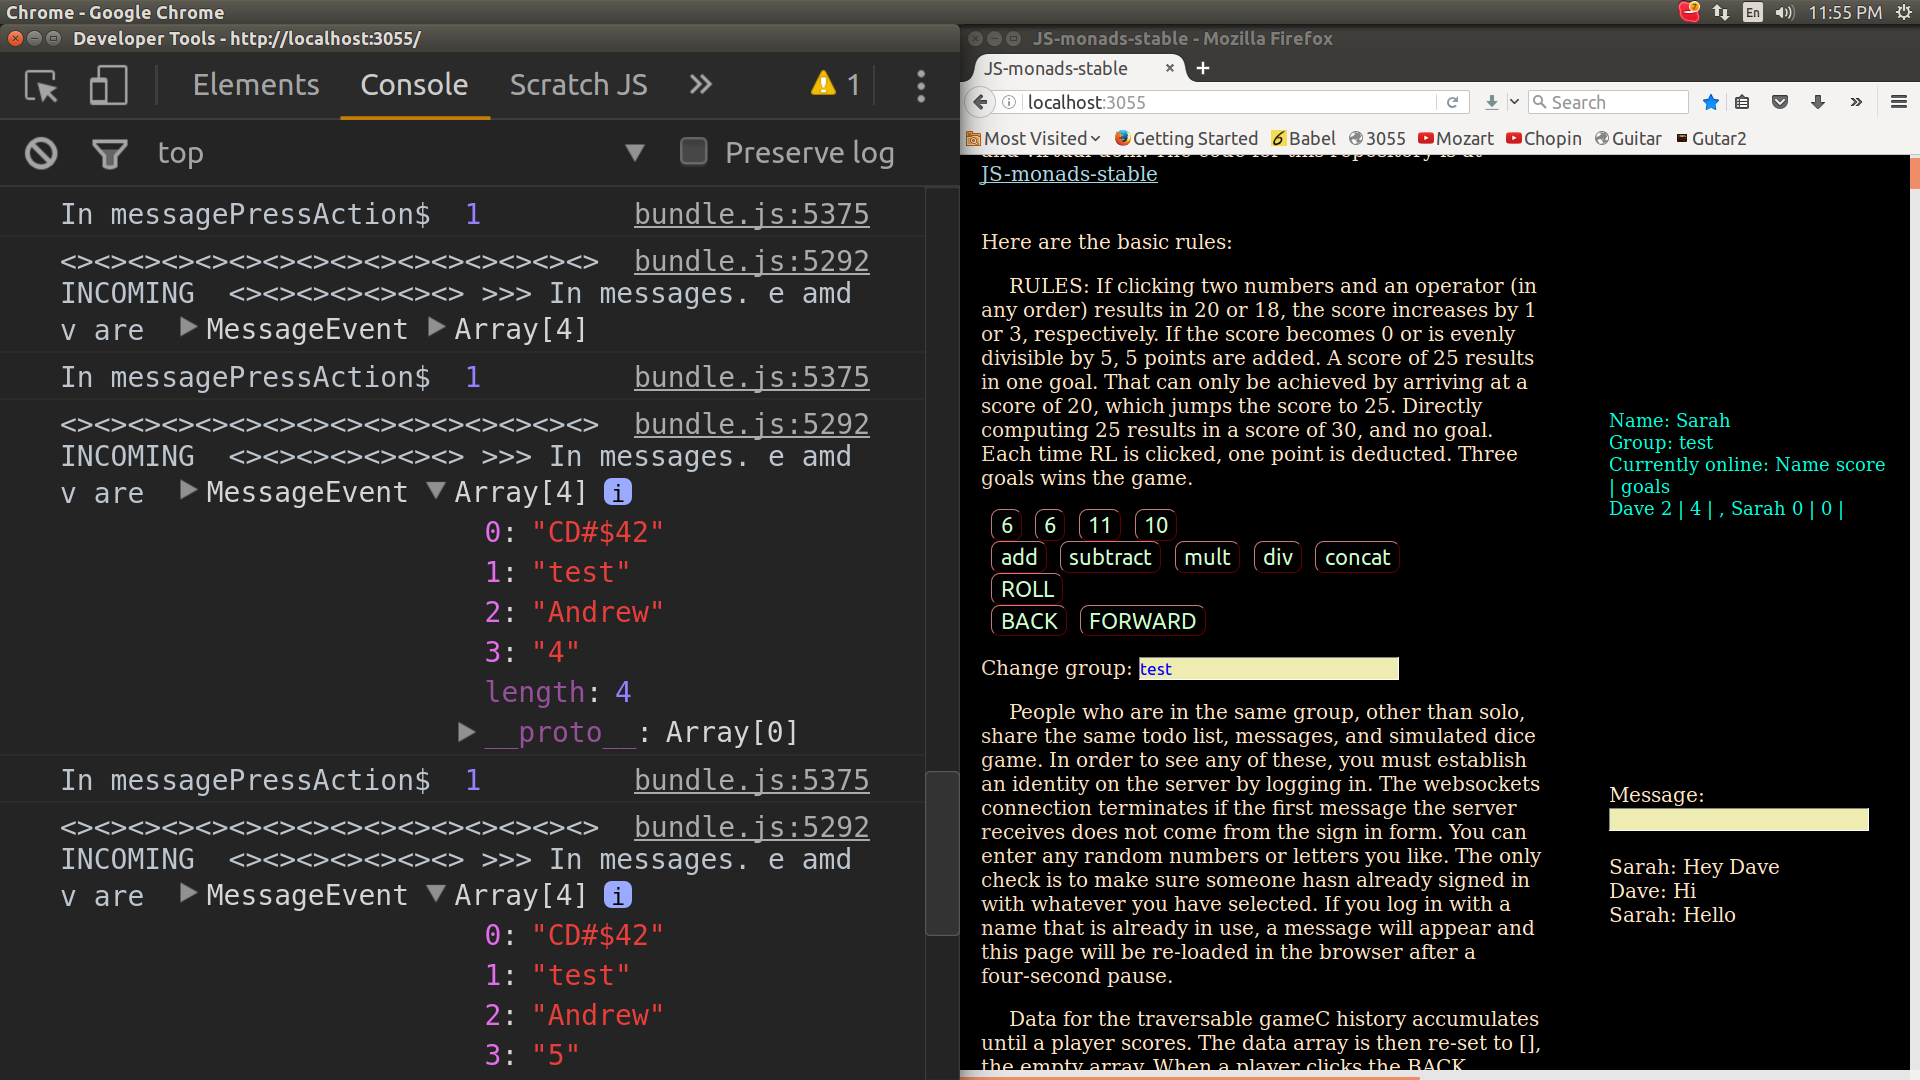 Chrome - Google Chrome
En
11:55 PM
Developer Tools - http://localhost:3055/
Elements Console Scratch JS » 1
top Preserve log
In messagePressAction$ 1 bundle.js:5375
<><><><><><><><><><><><><><><><> bundle.js:5292
INCOMING <><><><><><><> >>> In messages. e amd
v are MessageEvent Array[4]
In messagePressAction$ 1 bundle.js:5375
<><><><><><><><><><><><><><><><> bundle.js:5292
INCOMING <><><><><><><> >>> In messages. e amd
v are MessageEvent Array[4] i
0: "CD#$42"
1: "test"
2: "Andrew"
3: "4"
length: 4
__proto__: Array[0]
In messagePressAction$ 1 bundle.js:5375
<><><><><><><><><><><><><><><><> bundle.js:5292
INCOMING <><><><><><><> >>> In messages. e amd
v are MessageEvent Array[4] i
0: "CD#$42"
1: "test"
2: "Andrew"
3: "5"
JS-monads-stable - Mozilla Firefox
JS-monads-stable × +
localhost:3055 Search »
Most Visited Getting Started Babel 3055 Mozart Chopin Guitar Gutar2
and virtual-dom. The code for this repository is at
JS-monads-stable
Here are the basic rules:
RULES: If clicking two numbers and an operator (in
any order) results in 20 or 18, the score increases by 1
or 3, respectively. If the score becomes 0 or is evenly
divisible by 5, 5 points are added. A score of 25 results
in one goal. That can only be achieved by arriving at a
score of 20, which jumps the score to 25. Directly
computing 25 results in a score of 30, and no goal.
Each time RL is clicked, one point is deducted. Three
goals wins the game.
6 6 11 10
add subtract mult div concat
ROLL
BACK FORWARD
Change group: test
People who are in the same group, other than solo,
share the same todo list, messages, and simulated dice
game. In order to see any of these, you must establish
an identity on the server by logging in. The websockets
connection terminates if the first message the server
receives does not come from the sign in form. You can
enter any random numbers or letters you like. The only
check is to make sure someone hasn already signed in
with whatever you have selected. If you log in with a
name that is already in use, a message will appear and
this page will be re-loaded in the browser after a
four-second pause.
Data for the traversable gameC history accumulates
until a player scores. The data array is then re-set to [],
the empty array. When a player clicks the BACK
Name: Sarah
Group: test
Currently online: Name score
| goals
Dave 2 | 4 | , Sarah 0 | 0 |
Message:
Sarah: Hey Dave
Dave: Hi
Sarah: Hello